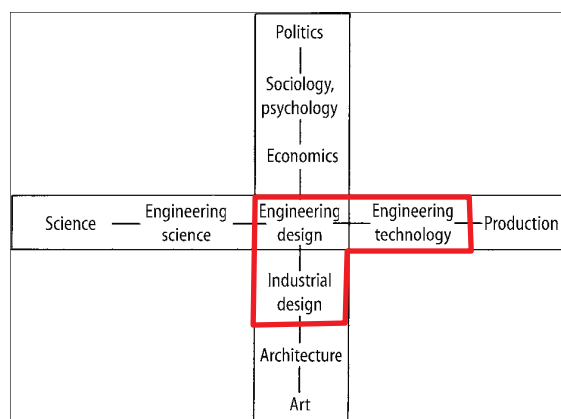 Politics
Sociology,
psychology
Economics
Science
Engineering
science
Engineering
design
Engineering
technology
Production
Industrial
design
Architecture
Art